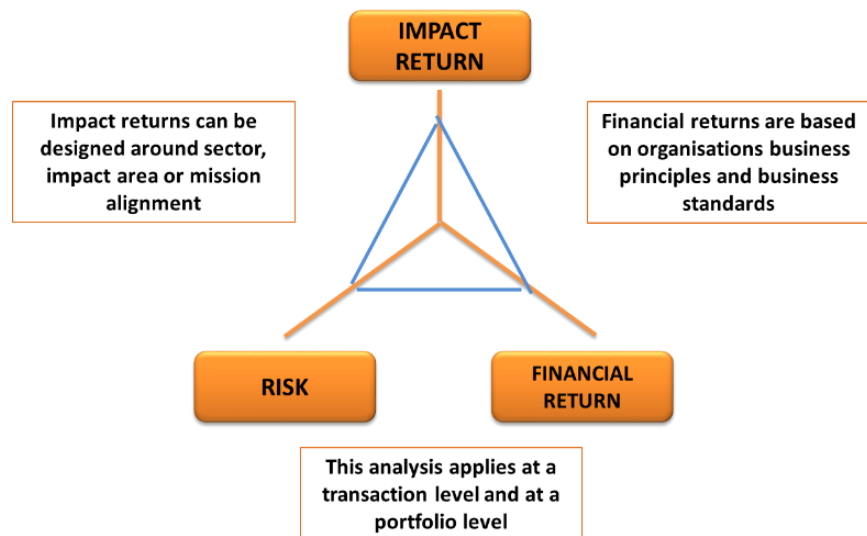 IMPACT
RETURN
Impact returns can be
designed around sector,
impact area or mission
alignment
Financial returns are based
on organisations business
principles and business
standards
RISK
FINANCIAL
RETURN
This analysis applies at a
transaction level and at a
portfolio level